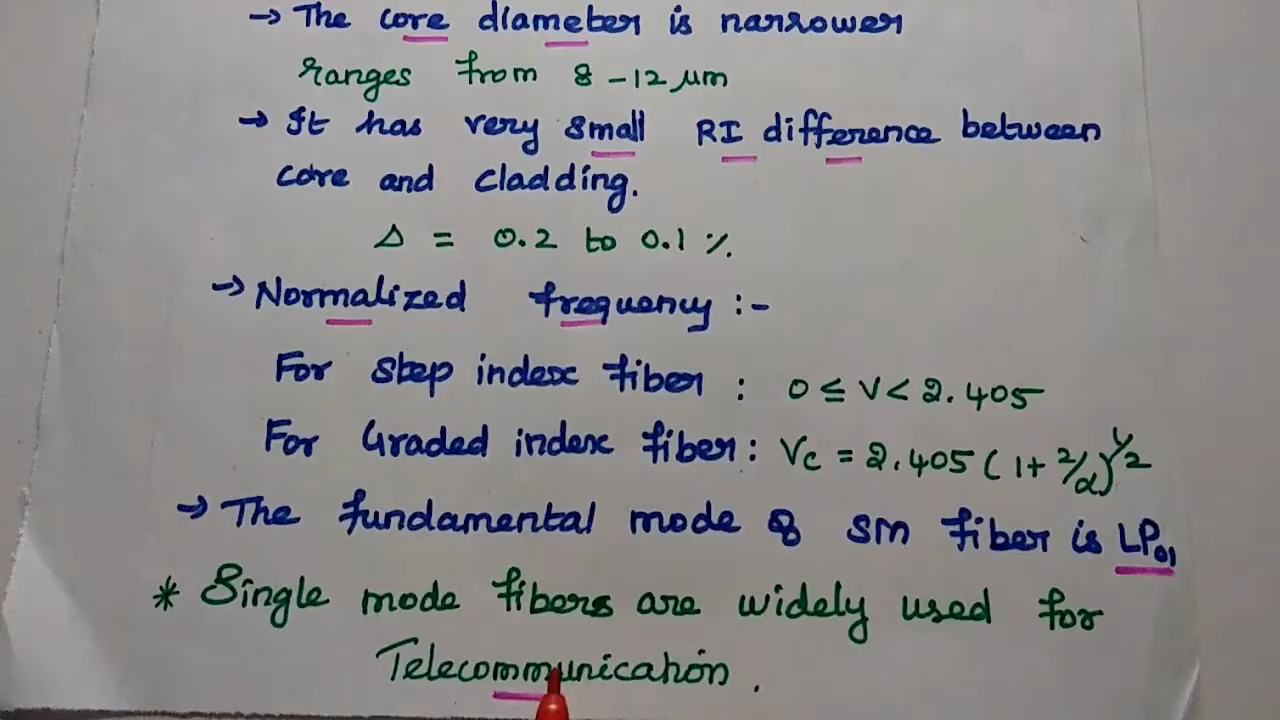 → The core diameter is narrower
ranges from 8-12 μm
→ It has very small RI difference between
core and cladding.
Δ = 0.2 to 0.1 %.
→ Normalized frequency :-
For step index fiber : 0 ≤ V < 2.405
For Graded index fiber : Vc = 2.405 (1+ 2/α)^1/2
→ The fundamental mode of SM fiber is LP01
* Single mode fibers are widely used for
Telecommunication.